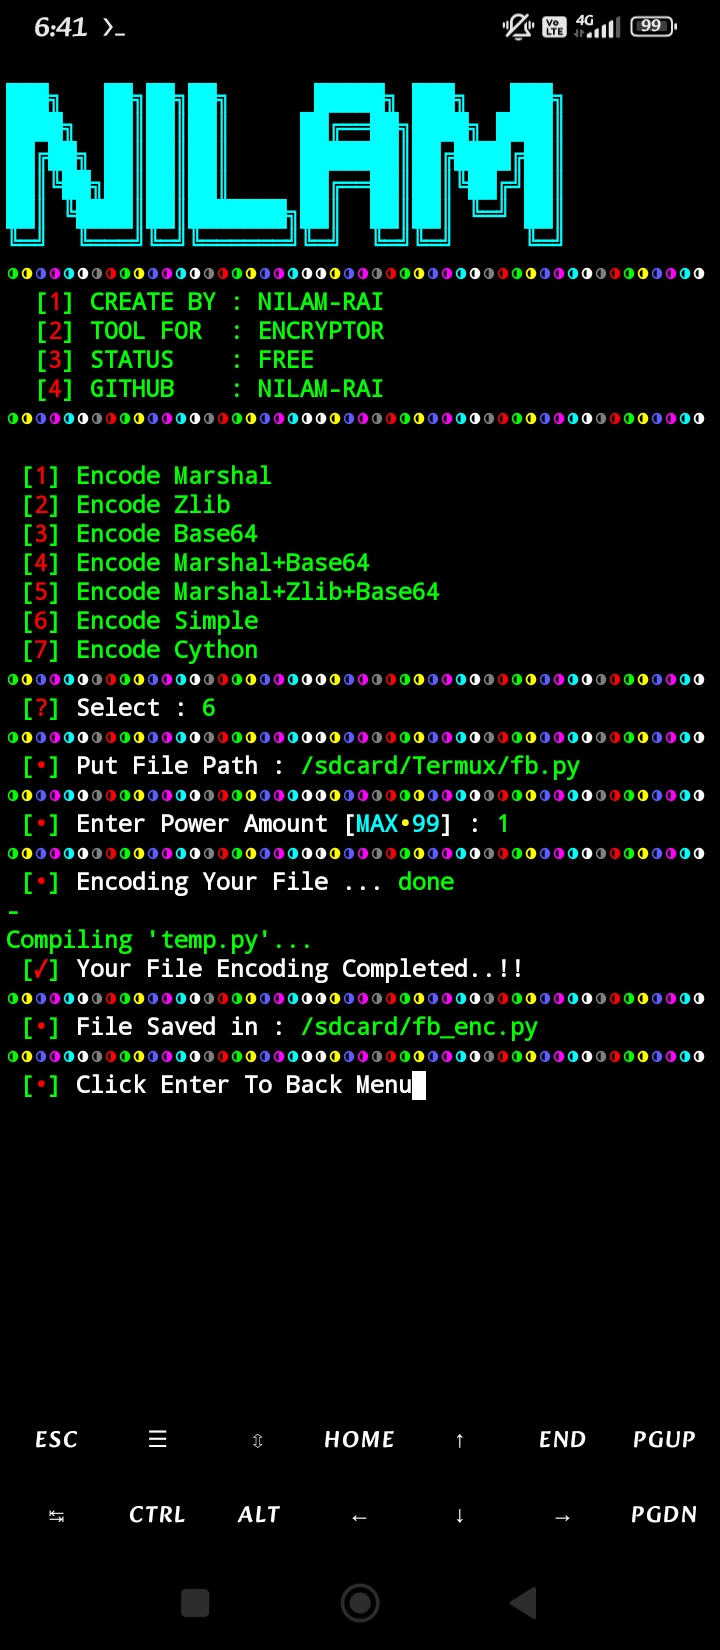 6:41
Vo LTE 4G 99
NILAM
[1] CREATE BY : NILAM-RAI
[2] TOOL FOR  : ENCRYPTOR
[3] STATUS    : FREE
[4] GITHUB    : NILAM-RAI
[1] Encode Marshal
[2] Encode Zlib
[3] Encode Base64
[4] Encode Marshal+Base64
[5] Encode Marshal+Zlib+Base64
[6] Encode Simple
[7] Encode Cython
[?] Select : 6
[•] Put File Path : /sdcard/Termux/fb.py
[•] Enter Power Amount [MAX•99] : 1
[•] Encoding Your File ... done
-
Compiling 'temp.py'...
[✓] Your File Encoding Completed..!!
[•] File Saved in : /sdcard/fb_enc.py
[•] Click Enter To Back Menu
ESC ☰ ⇳ HOME ↑ END PGUP
↹ CTRL ALT ← ↓ → PGDN